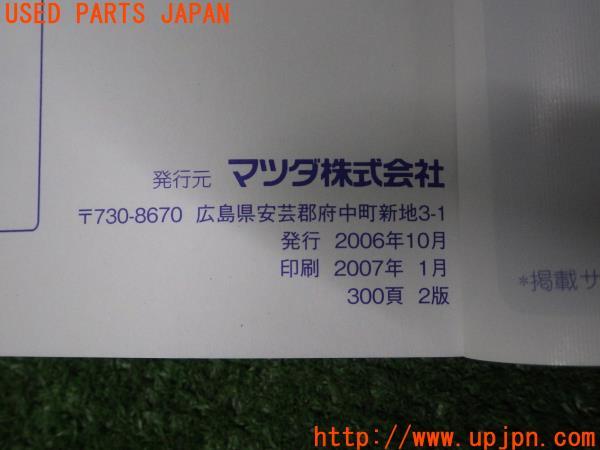 USED PARTS JAPAN
発行元 マツダ株式会社
〒730-8670 広島県安芸郡府中町新地3-1
発行 2006年10月
印刷 2007年 1月
300頁 2版
*掲載サ
http://www.upjpn.com/